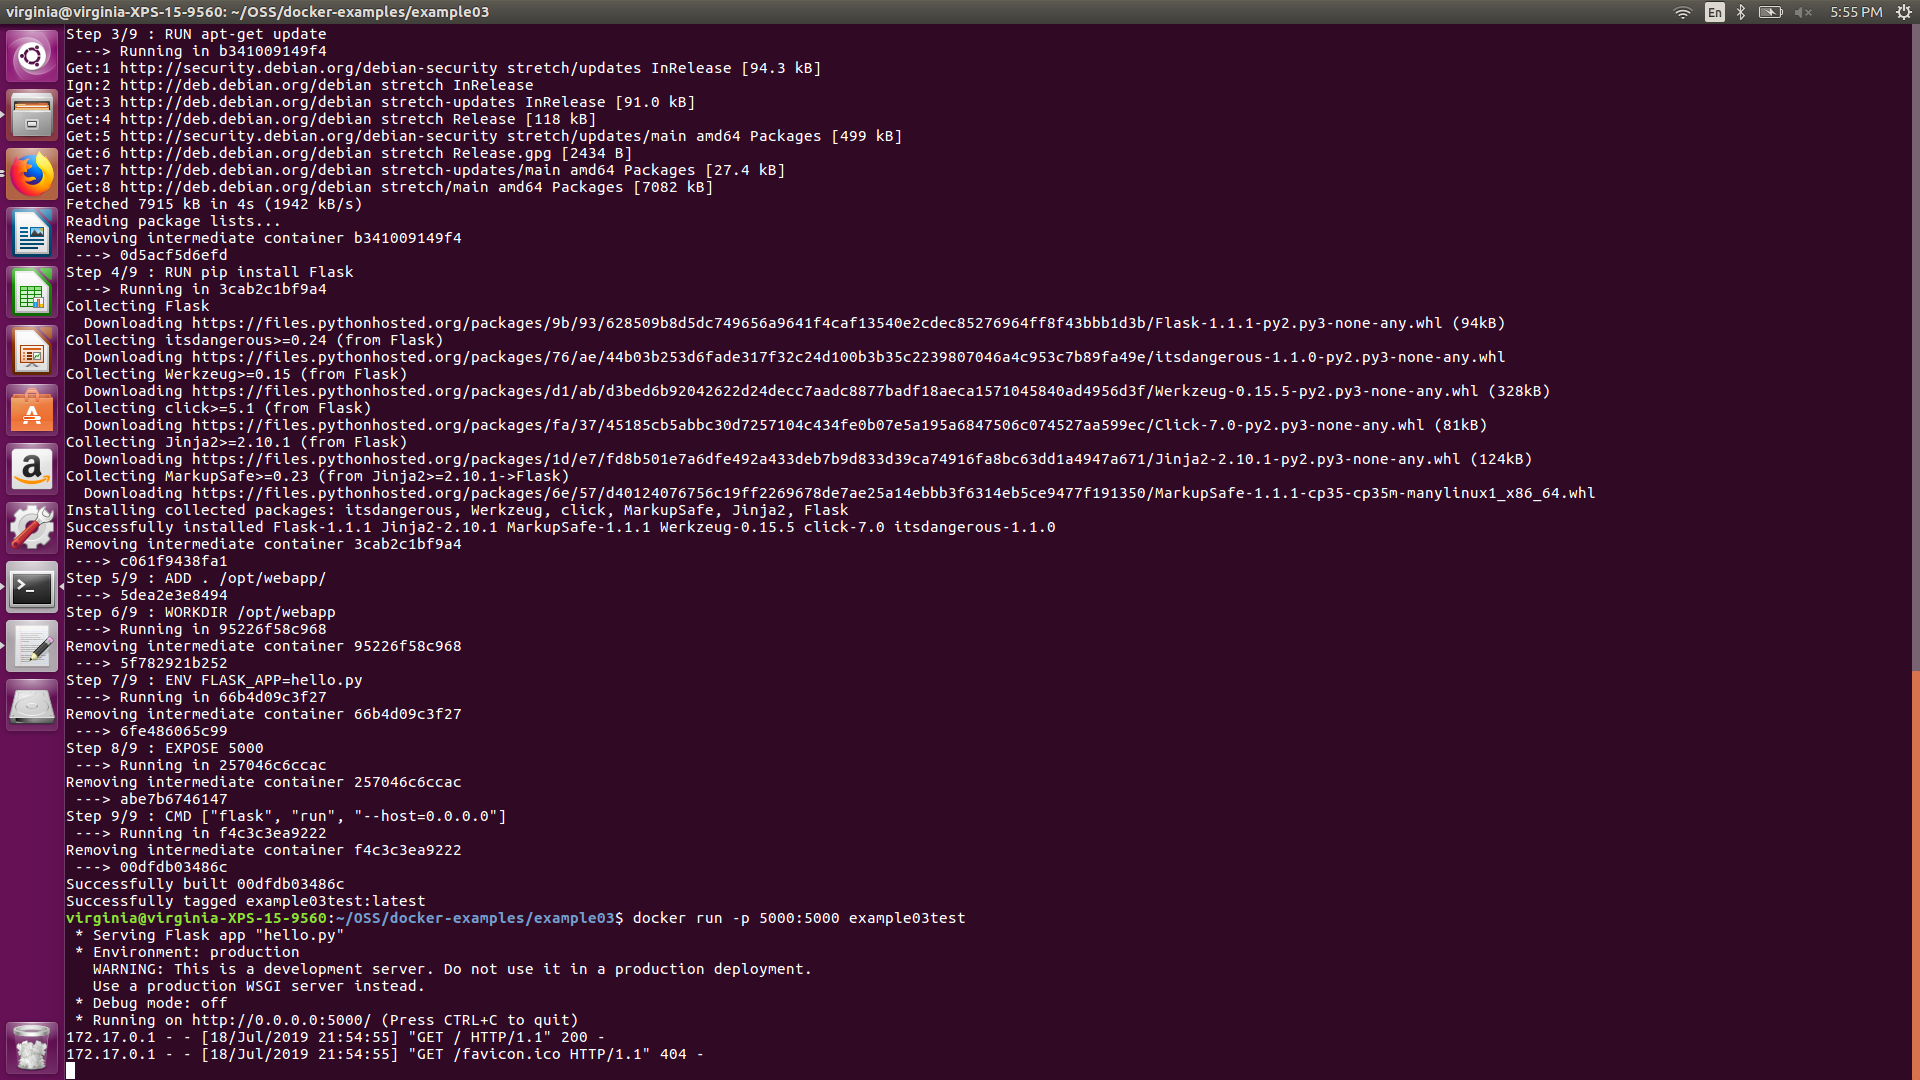 virginia@virginia-XPS-15-9560: ~/OSS/docker-examples/example03
En
5:55 PM
Step 3/9 : RUN apt-get update
 ---> Running in b341009149f4
Get:1 http://security.debian.org/debian-security stretch/updates InRelease [94.3 kB]
Ign:2 http://deb.debian.org/debian stretch InRelease
Get:3 http://deb.debian.org/debian stretch-updates InRelease [91.0 kB]
Get:4 http://deb.debian.org/debian stretch Release [118 kB]
Get:5 http://security.debian.org/debian-security stretch/updates/main amd64 Packages [499 kB]
Get:6 http://deb.debian.org/debian stretch Release.gpg [2434 B]
Get:7 http://deb.debian.org/debian stretch-updates/main amd64 Packages [27.4 kB]
Get:8 http://deb.debian.org/debian stretch/main amd64 Packages [7082 kB]
Fetched 7915 kB in 4s (1942 kB/s)
Reading package lists...
Removing intermediate container b341009149f4
 ---> 0d5acf5d6efd
Step 4/9 : RUN pip install Flask
 ---> Running in 3cab2c1bf9a4
Collecting Flask
  Downloading https://files.pythonhosted.org/packages/9b/93/628509b8d5dc749656a9641f4caf13540e2cdec85276964ff8f43bbb1d3b/Flask-1.1.1-py2.py3-none-any.whl (94kB)
Collecting itsdangerous>=0.24 (from Flask)
  Downloading https://files.pythonhosted.org/packages/76/ae/44b03b253d6fade317f32c24d100b3b35c2239807046a4c953c7b89fa49e/itsdangerous-1.1.0-py2.py3-none-any.whl
Collecting Werkzeug>=0.15 (from Flask)
  Downloading https://files.pythonhosted.org/packages/d1/ab/d3bed6b92042622d24decc7aadc8877badf18aeca1571045840ad4956d3f/Werkzeug-0.15.5-py2.py3-none-any.whl (328kB)
Collecting click>=5.1 (from Flask)
  Downloading https://files.pythonhosted.org/packages/fa/37/45185cb5abbc30d7257104c434fe0b07e5a195a6847506c074527aa599ec/Click-7.0-py2.py3-none-any.whl (81kB)
Collecting Jinja2>=2.10.1 (from Flask)
  Downloading https://files.pythonhosted.org/packages/1d/e7/fd8b501e7a6dfe492a433deb7b9d833d39ca74916fa8bc63dd1a4947a671/Jinja2-2.10.1-py2.py3-none-any.whl (124kB)
Collecting MarkupSafe>=0.23 (from Jinja2>=2.10.1->Flask)
  Downloading https://files.pythonhosted.org/packages/6e/57/d40124076756c19ff2269678de7ae25a14ebbb3f6314eb5ce9477f191350/MarkupSafe-1.1.1-cp35-cp35m-manylinux1_x86_64.whl
Installing collected packages: itsdangerous, Werkzeug, click, MarkupSafe, Jinja2, Flask
Successfully installed Flask-1.1.1 Jinja2-2.10.1 MarkupSafe-1.1.1 Werkzeug-0.15.5 click-7.0 itsdangerous-1.1.0
Removing intermediate container 3cab2c1bf9a4
 ---> c061f9438fa1
Step 5/9 : ADD . /opt/webapp/
 ---> 5dea2e3e8494
Step 6/9 : WORKDIR /opt/webapp
 ---> Running in 95226f58c968
Removing intermediate container 95226f58c968
 ---> 5f782921b252
Step 7/9 : ENV FLASK_APP=hello.py
 ---> Running in 66b4d09c3f27
Removing intermediate container 66b4d09c3f27
 ---> 6fe486065c99
Step 8/9 : EXPOSE 5000
 ---> Running in 257046c6ccac
Removing intermediate container 257046c6ccac
 ---> abe7b6746147
Step 9/9 : CMD ["flask", "run", "--host=0.0.0.0"]
 ---> Running in f4c3c3ea9222
Removing intermediate container f4c3c3ea9222
 ---> 00dfdb03486c
Successfully built 00dfdb03486c
Successfully tagged example03test:latest
virginia@virginia-XPS-15-9560:~/OSS/docker-examples/example03$ docker run -p 5000:5000 example03test
 * Serving Flask app "hello.py"
 * Environment: production
   WARNING: This is a development server. Do not use it in a production deployment.
   Use a production WSGI server instead.
 * Debug mode: off
 * Running on http://0.0.0.0:5000/ (Press CTRL+C to quit)
172.17.0.1 - - [18/Jul/2019 21:54:55] "GET / HTTP/1.1" 200 -
172.17.0.1 - - [18/Jul/2019 21:54:55] "GET /favicon.ico HTTP/1.1" 404 -